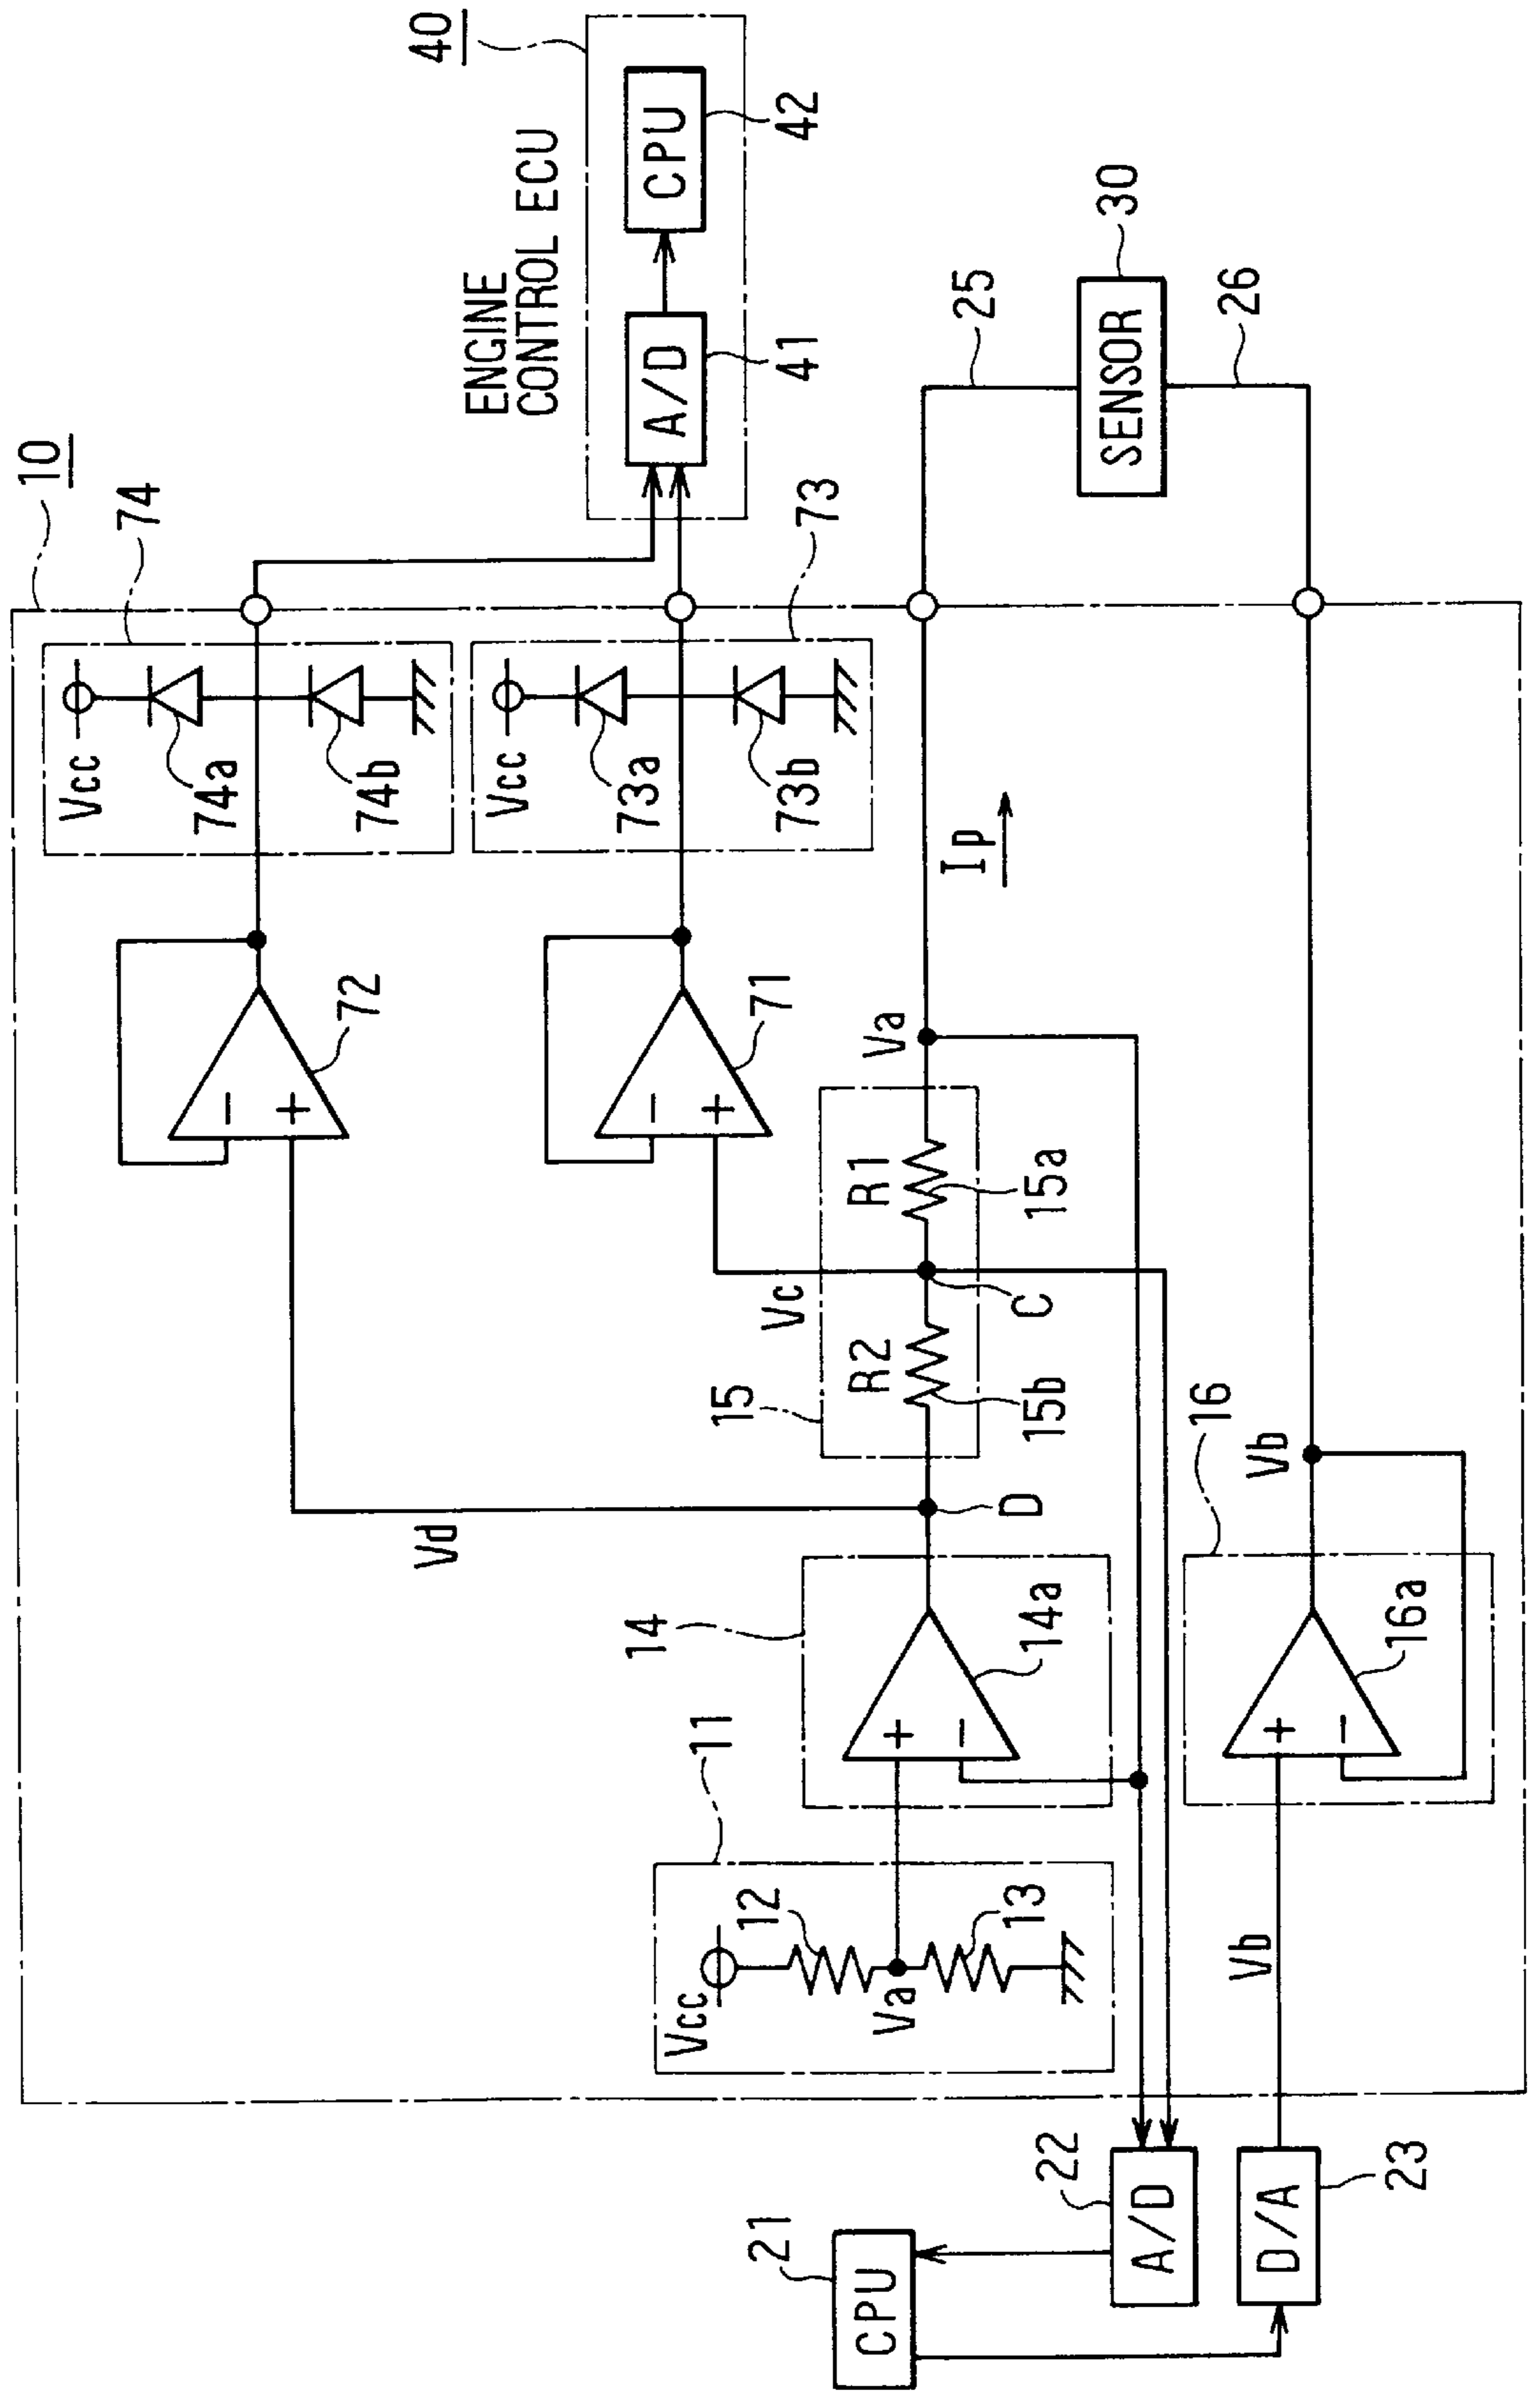 10
74
Vcc
74a
74b
72
Vd
40
ENGINE
CONTROL ECU
CPU
42
A/D
41
73
Vcc
73a
73b
71
-
+
-
+
Vc
15
R2
R1
15b
15a
C
D
Va
Ip
25
30
SENSOR
26
14
14a
+
-
11
Vcc
12
Va
13
16
16a
+
-
Vb
Vb
21
CPU
22
A/D
D/A
23